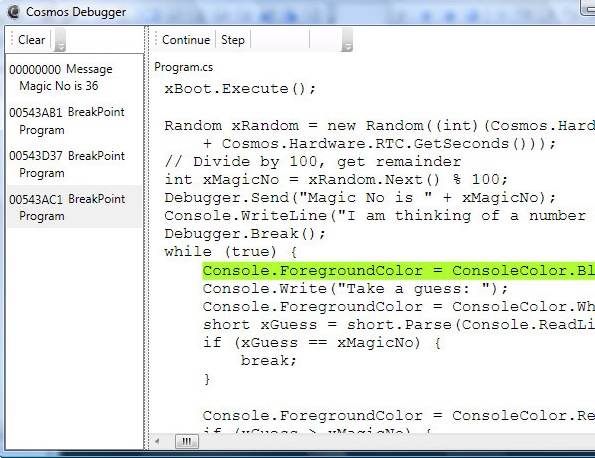 Cosmos Debugger
Clear
Continue Step
00000000 Message
Magic No is 36
00543AB1 BreakPoint
Program
00543D37 BreakPoint
Program
00543AC1 BreakPoint
Program
Program.cs
xBoot.Execute();
Random xRandom = new Random((int)(Cosmos.Hard
+ Cosmos.Hardware.RTC.GetSeconds()));
// Divide by 100, get remainder
int xMagicNo = xRandom.Next() % 100;
Debugger.Send("Magic No is " + xMagicNo);
Console.WriteLine("I am thinking of a number
Debugger.Break();
while (true) {
Console.ForegroundColor = ConsoleColor.Bl
Console.Write("Take a guess: ");
Console.ForegroundColor = ConsoleColor.Wh
short xGuess = short.Parse(Console.ReadLi
if (xGuess == xMagicNo) {
break;
}
Console.ForegroundColor = ConsoleColor.Re
if (xGuess > xMagicNo) {